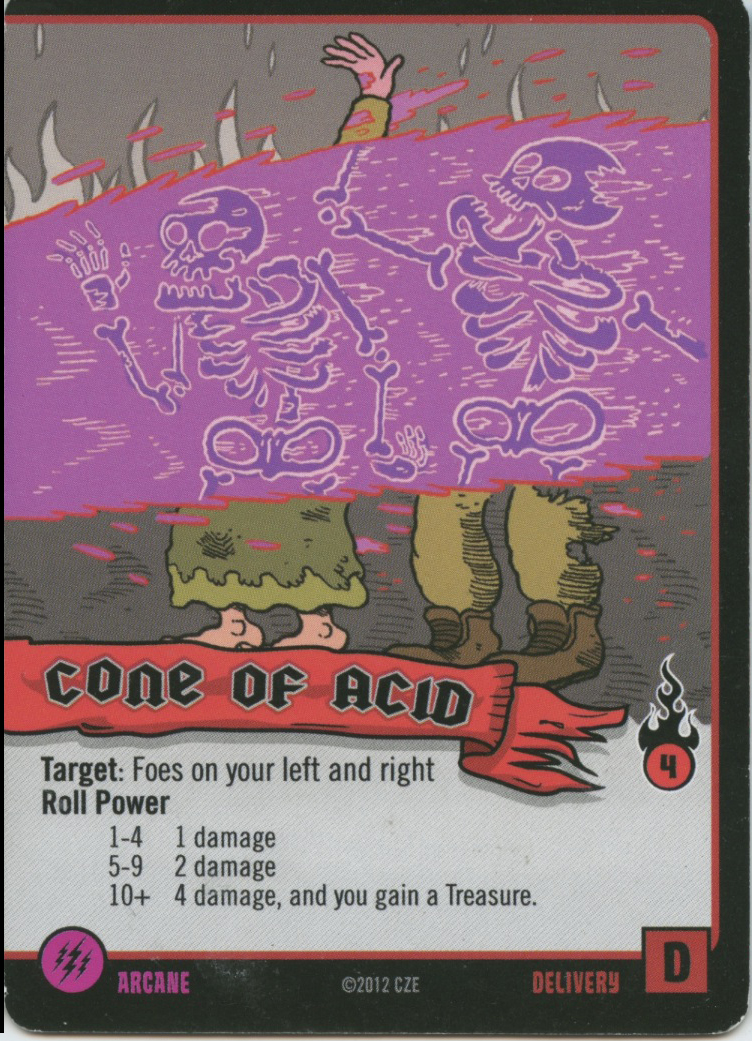 CONE OF ACID
4
Target: Foes on your left and right
Roll Power
1-4 1 damage
5-9 2 damage
10+ 4 damage, and you gain a Treasure.
ARCANE ©2012 CZE DELIVERY D